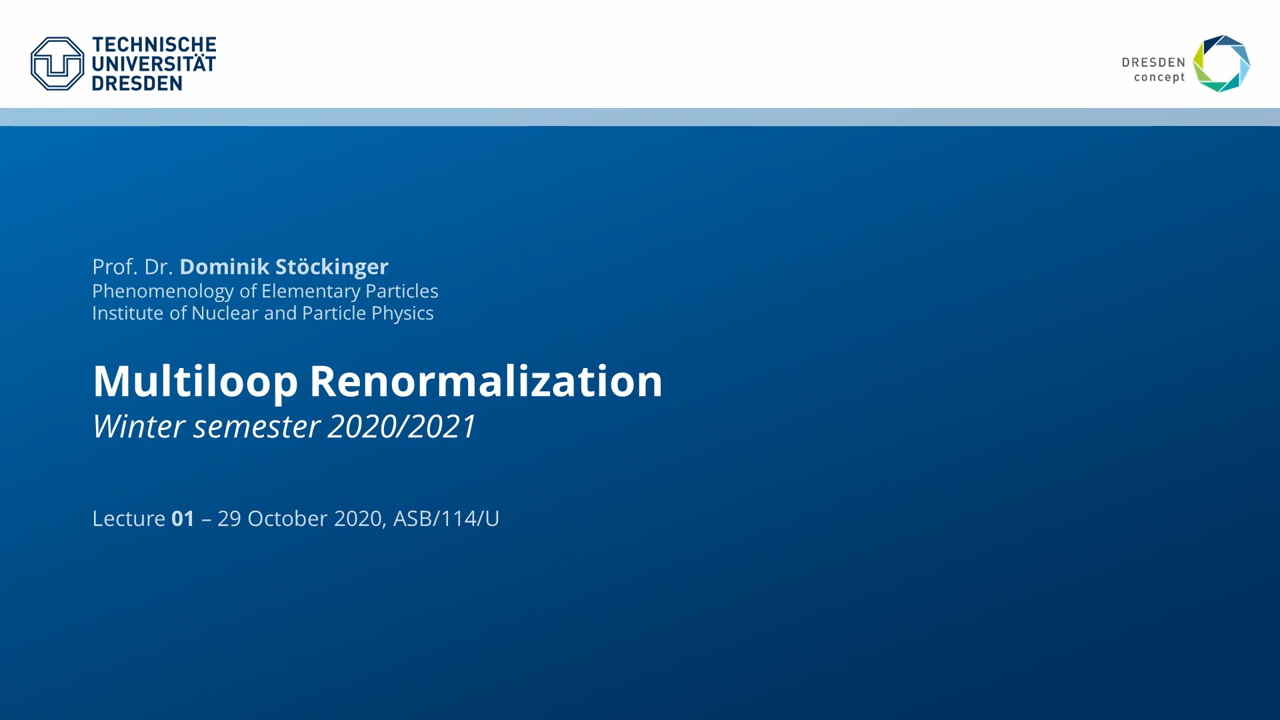 TECHNISCHE
UNIVERSITÄT
DRESDEN
DRESDEN
concept
Prof. Dr. Dominik Stöckinger
Phenomenology of Elementary Particles
Institute of Nuclear and Particle Physics
Multiloop Renormalization
Winter semester 2020/2021
Lecture 01 – 29 October 2020, ASB/114/U